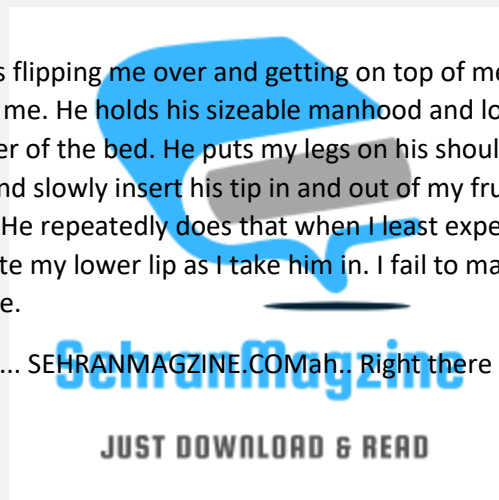 s flipping me over and getting on top of me
me. He holds his sizeable manhood and lo
er of the bed. He puts my legs on his shoul
nd slowly insert his tip in and out of my fru
He repeatedly does that when I least expe
te my lower lip as I take him in. I fail to ma
e.
... SEHRANMAGZINE.COMah.. Right there
SehranMagzine
JUST DOWNLOAD & READ